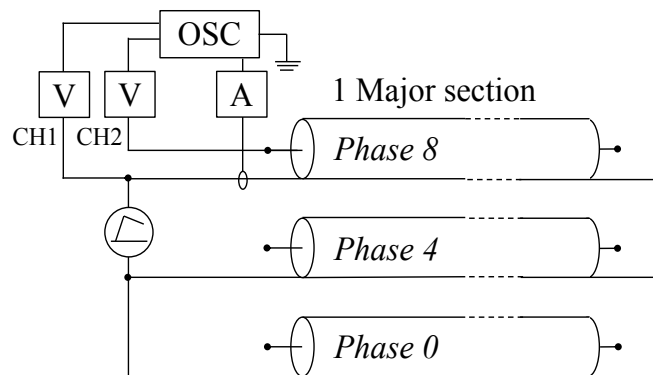 OSC
V
V
A
1 Major section
CH1
CH2
Phase 8
Phase 4
Phase 0